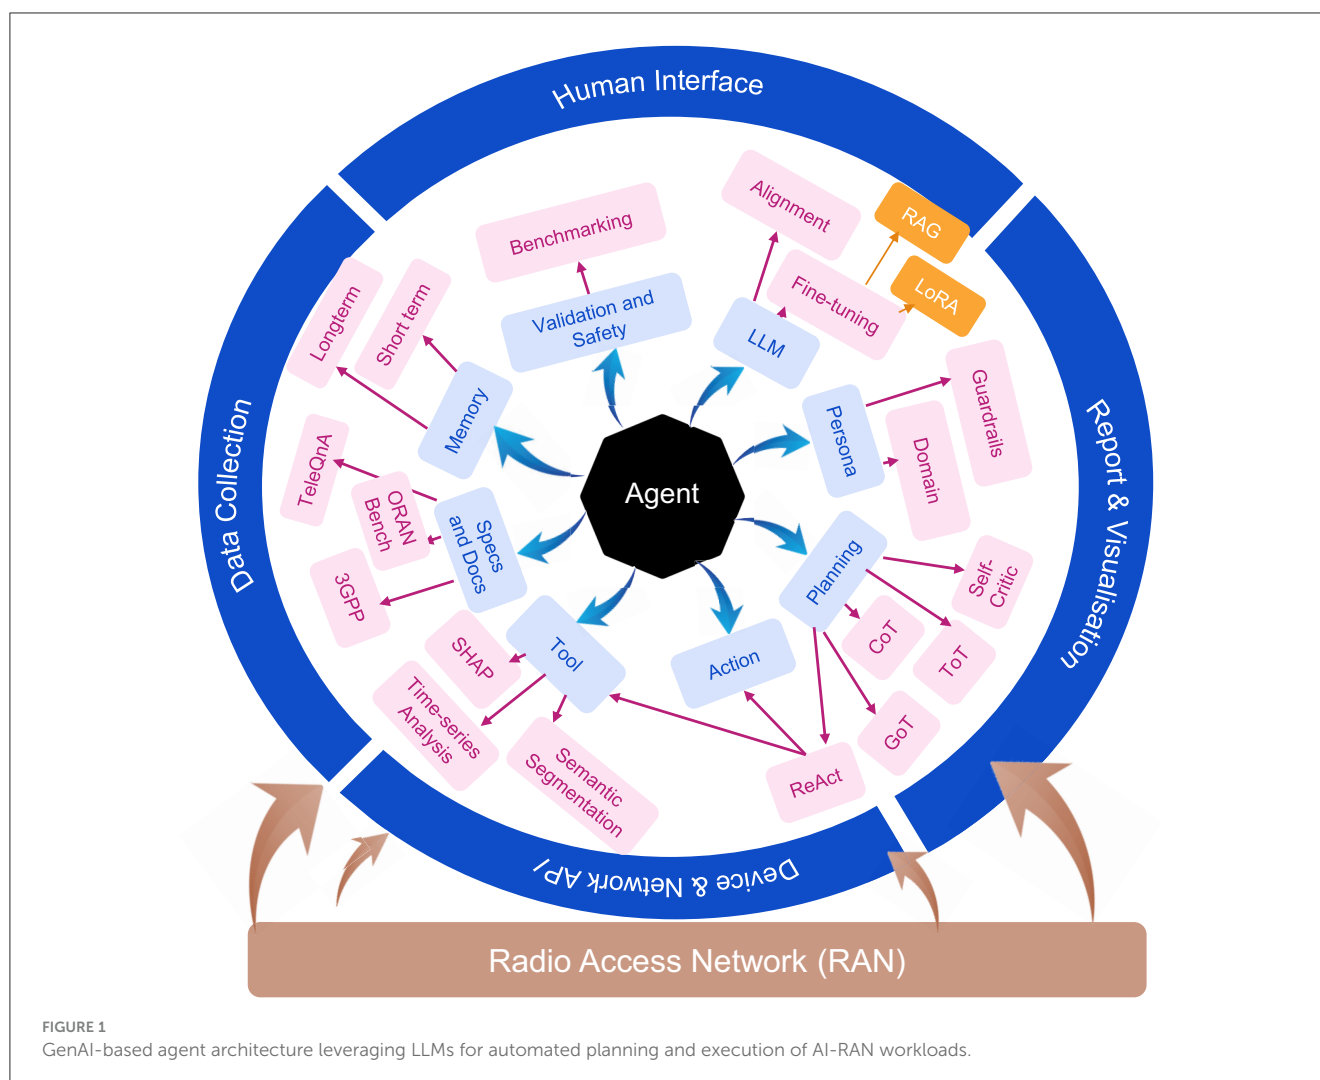 Human Interface
Alignment
RAG
Benchmarking
Fine-tuning
LoRA
Validation and
Safety
LLM
Longterm
Short term
Memory
Persona
Guardrails
Domain
Data Collection
Report & Visualisation
TeleQnA
ORAN
Bench
Specs
and Docs
3GPP
Agent
Planning
Self-
Critic
CoT
ToT
GoT
SHAP
Tool
Action
Time-series
Analysis
Semantic
Segmentation
ReAct
Device & Network API
Radio Access Network (RAN)
FIGURE 1
GenAI-based agent architecture leveraging LLMs for automated planning and execution of AI-RAN workloads.